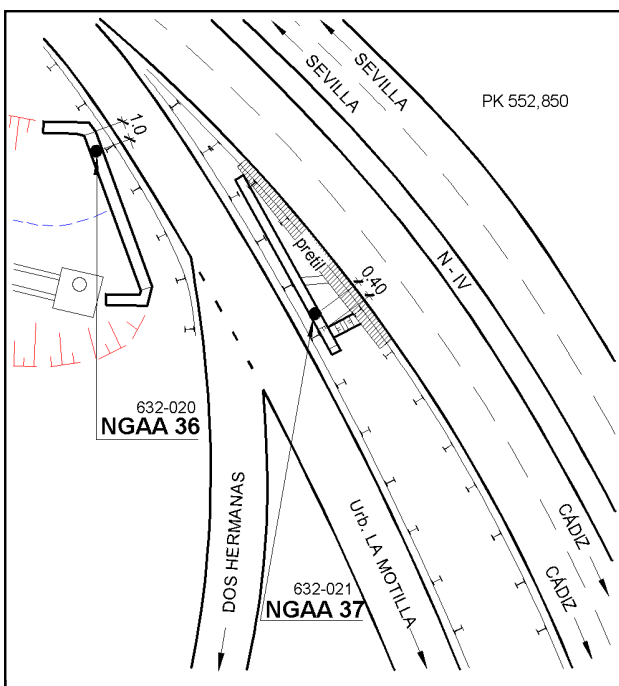 SEVILLA
SEVILLA
PK 552,850
1.0
pretil
0.40
N - IV
632-020
NGAA 36
DOS HERMANAS
Urb. LA MOTILLA
632-021
NGAA 37
CÁDIZ
CÁDIZ